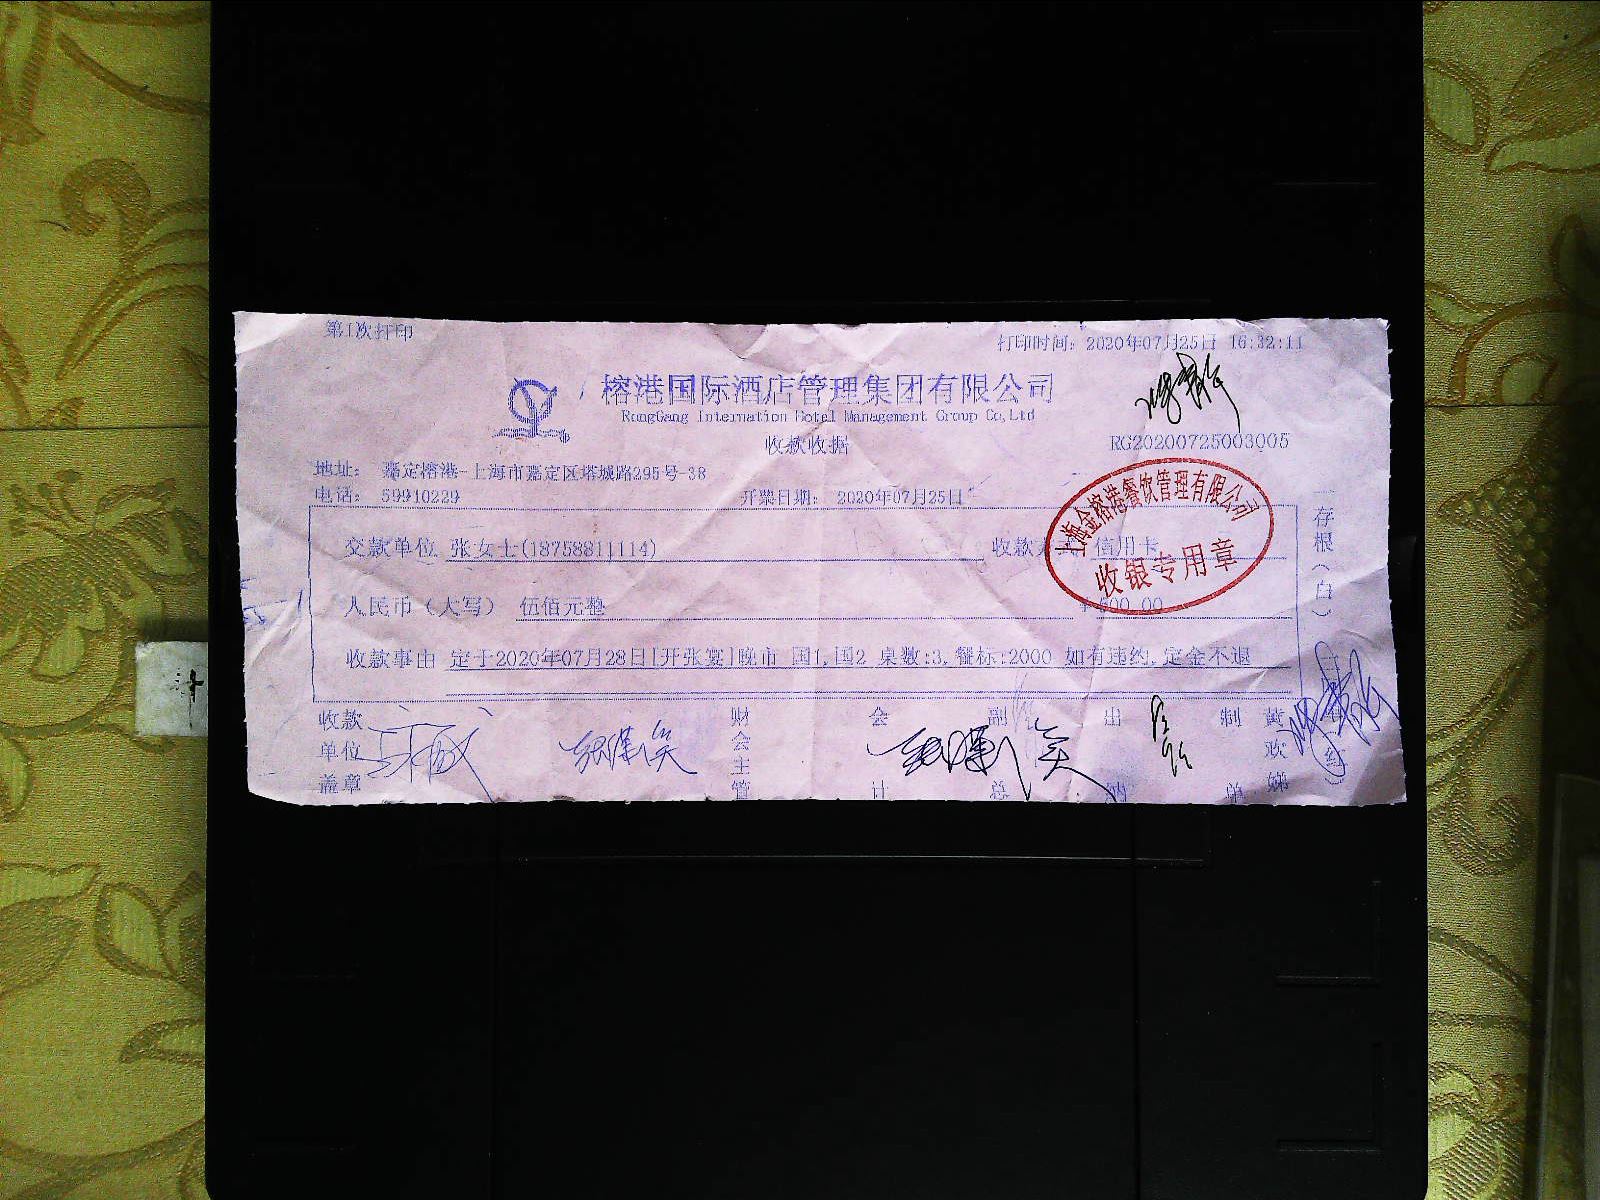 第1次打印
打印时间: 2020年07月25日 16:32:11
榕港国际酒店管理集团有限公司
RongGang Internation Hotel Management Group Co,Ltd
收款收据
RG20200725003005
地址: 嘉定榕港-上海市嘉定区塔城路295号-38
电话: 59910229
开票日期: 2020年07月25日
交款单位 张女士(18758811114)
收款 信用卡
上海金榕港餐饮管理有限公司
收银专用章
人民币(大写) 伍佰元整
¥500.00
收款事由 定于2020年07月28日[开张宴]晚市 国1,国2 桌数:3,餐标:2000 如有违约,定金不退
存根(白)
(红)
收款单位盖章
财会主管
会计
副总
出纳
制单
黄欢娣